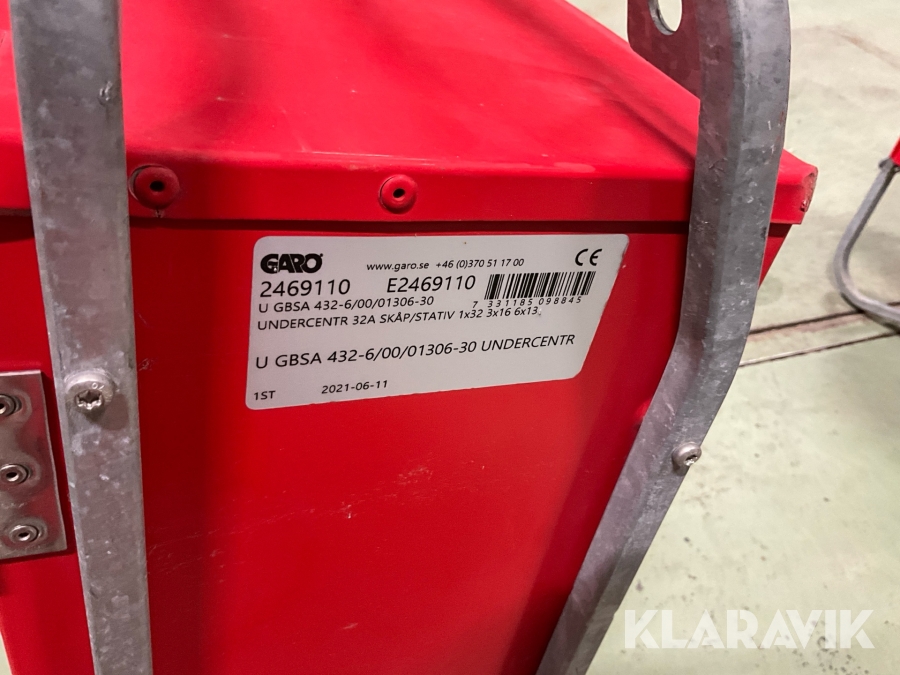 GARO www.garo.se +46 (0)370 51 17 00 CE
2469110 E2469110
U GBSA 432-6/00/01306-30 7 331185 098845
UNDERCENTR 32A SKÅP/STATIV 1x32 3x16 6x13
U GBSA 432-6/00/01306-30 UNDERCENTR
1ST 2021-06-11
KLARAVIK